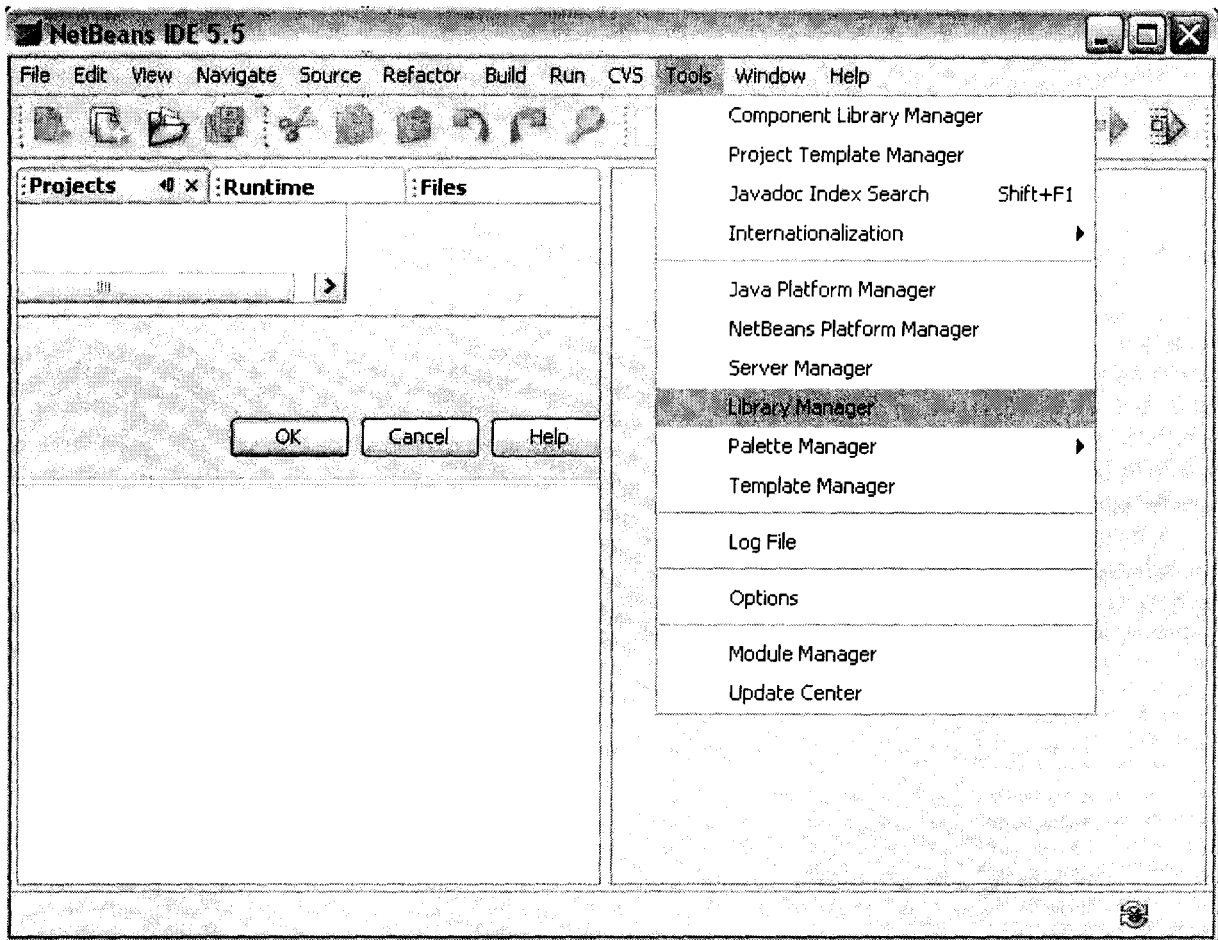 NetBeans IDE 5.5
File Edit View Navigate Source Refactor Build Run CVS Tools Window Help
Component Library Manager
Project Template Manager
Javadoc Index Search Shift+F1
Internationalization
Java Platform Manager
NetBeans Platform Manager
Server Manager
Library Manager
Palette Manager
Template Manager
Log File
Options
Module Manager
Update Center
Projects Runtime Files
OK Cancel Help